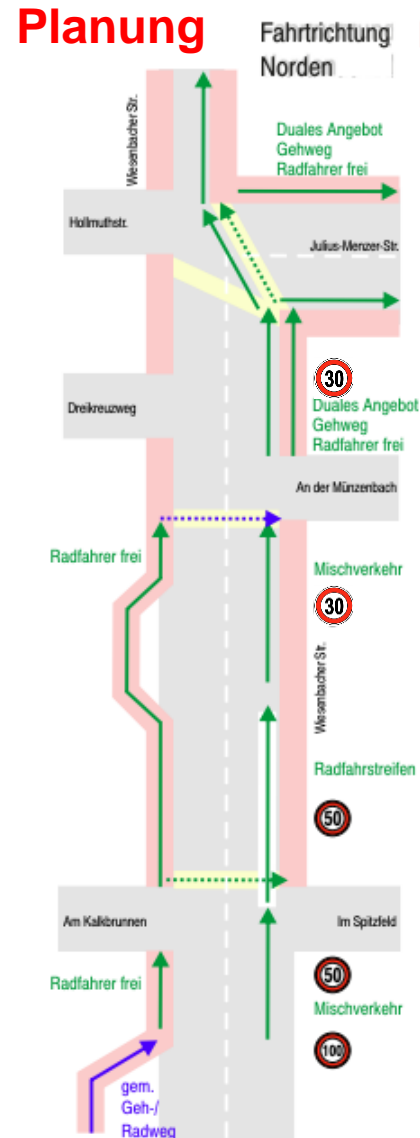 Planung
Fahrtrichtung
Norden
Wiesenbacher Str.
Duales Angebot
Gehweg
Radfahrer frei
Hollmuthstr.
Julius-Menzer-Str.
30
Dreikreuzweg
Duales Angebot
Gehweg
Radfahrer frei
An der Münzenbach
Radfahrer frei
Mischverkehr
30
Wiesenbacher Str.
Radfahrstreifen
50
Am Kalkbrunnen
Im Spitzfeld
50
Radfahrer frei
Mischverkehr
100
gem.
Geh-/
Radweg